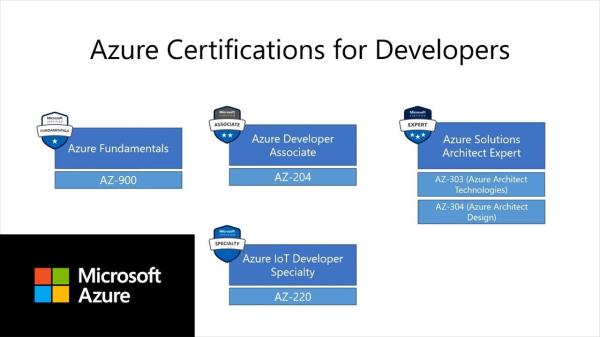 Azure Certifications for Developers
Microsoft
CERTIFIED
FUNDAMENTALS
Azure Fundamentals
AZ-900
Microsoft
CERTIFIED
ASSOCIATE
Azure Developer
Associate
AZ-204
Microsoft
CERTIFIED
EXPERT
Azure Solutions
Architect Expert
AZ-303 (Azure Architect
Technologies)
AZ-304 (Azure Architect
Design)
Microsoft
CERTIFIED
SPECIALTY
Azure IoT Developer
Specialty
AZ-220
Microsoft
Azure